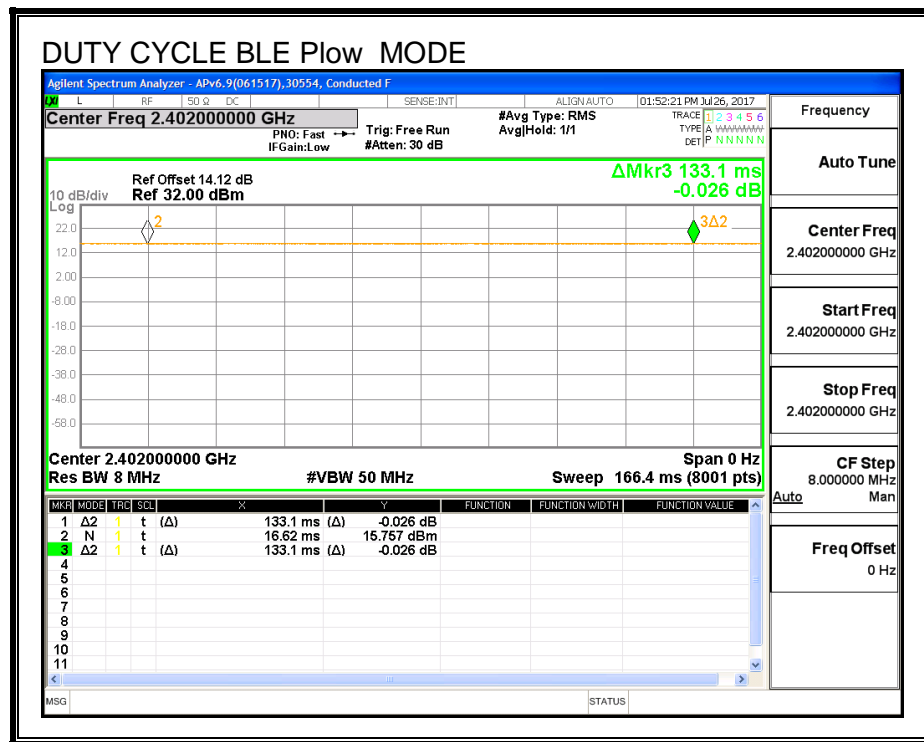 DUTY CYCLE BLE Plow MODE
Agilent Spectrum Analyzer - APv6.9(061517),30554, Conducted F
LXI L RF 50 Ω DC SENSE:INT ALIGN AUTO 01:52:21 PM Jul 26, 2017
Center Freq 2.402000000 GHz #Avg Type: RMS TRACE 1 2 3 4 5 6
PNO: Fast Trig: Free Run Avg|Hold: 1/1 TYPE A WWWWW
IFGain:Low #Atten: 30 dB DET P N N N N N
Ref Offset 14.12 dB ΔMkr3 133.1 ms
10 dB/div Ref 32.00 dBm -0.026 dB
Log
2 3Δ2
22.0
12.0
2.00
-8.00
-18.0
-28.0
-38.0
-48.0
-58.0
Center 2.402000000 GHz Span 0 Hz
Res BW 8 MHz #VBW 50 MHz Sweep 166.4 ms (8001 pts)
MKR MODE TRC SCL X Y FUNCTION FUNCTION WIDTH FUNCTION VALUE
1 Δ2 1 t (Δ) 133.1 ms (Δ) -0.026 dB
2 N 1 t 16.62 ms 15.757 dBm
3 Δ2 1 t (Δ) 133.1 ms (Δ) -0.026 dB
4
5
6
7
8
9
10
11
MSG STATUS
Frequency
Auto Tune
Center Freq
2.402000000 GHz
Start Freq
2.402000000 GHz
Stop Freq
2.402000000 GHz
CF Step
8.000000 MHz
Auto Man
Freq Offset
0 Hz